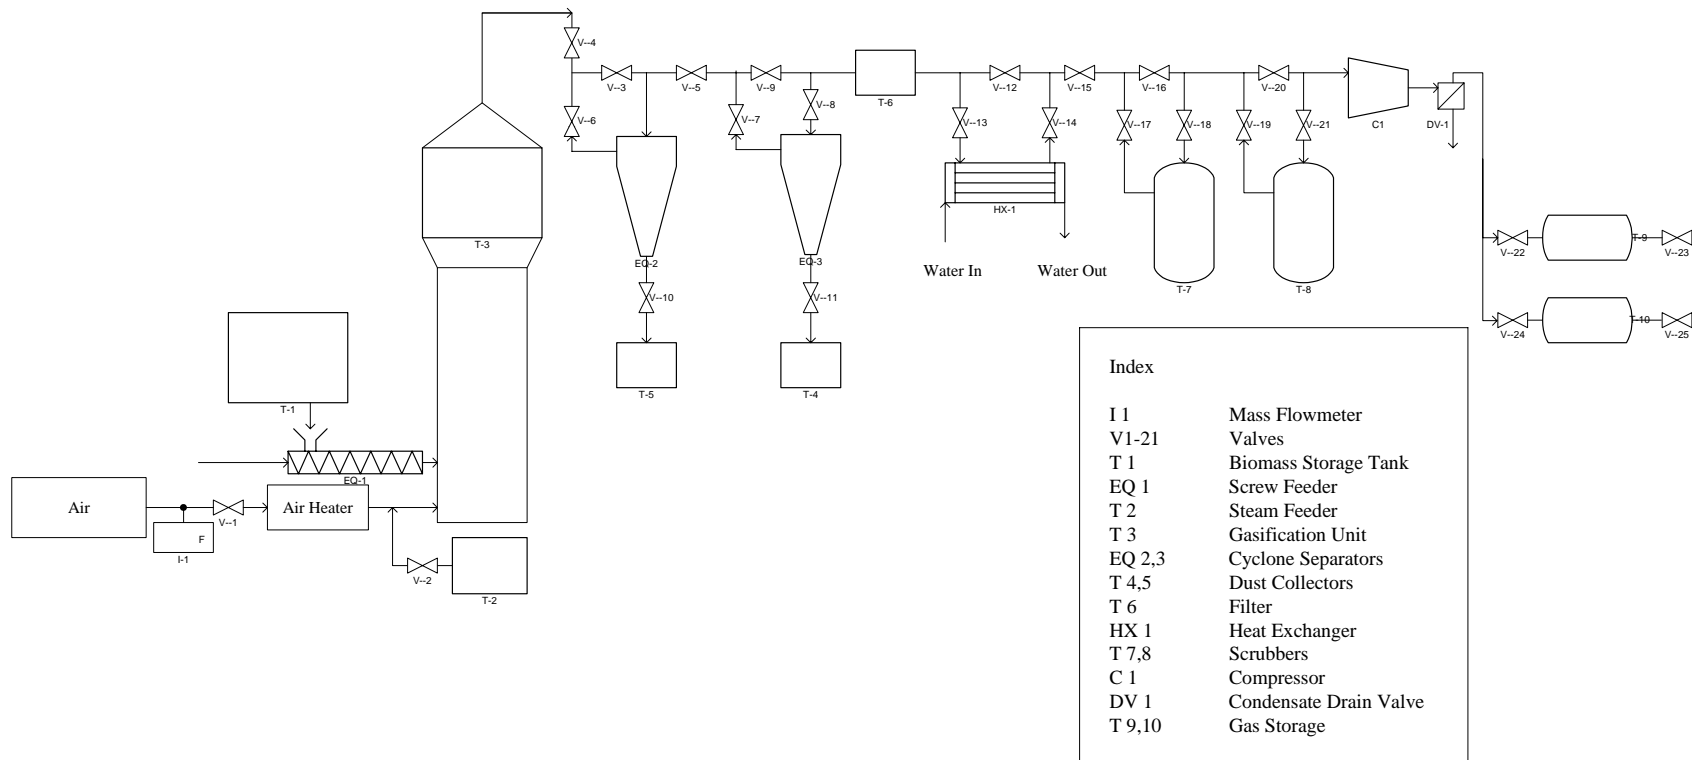 V--4
V--3
V--5
V--9
T-6
V--12
V--15
V--16
V--20
C1
DV-1
V--6
V--7
V--8
V--13
V--14
V--17
V--18
V--19
V--21
HX-1
T-3
EQ-2
EQ-3
Water In
Water Out
T-7
T-8
T-9
V--22
V--23
V--10
V--11
T-10
V--24
V--25
T-5
T-4
T-1
EQ-1
Air
Air Heater
V--1
F
I-1
V--2
T-2
Index
I 1 Mass Flowmeter
V1-21 Valves
T 1 Biomass Storage Tank
EQ 1 Screw Feeder
T 2 Steam Feeder
T 3 Gasification Unit
EQ 2,3 Cyclone Separators
T 4,5 Dust Collectors
T 6 Filter
HX 1 Heat Exchanger
T 7,8 Scrubbers
C 1 Compressor
DV 1 Condensate Drain Valve
T 9,10 Gas Storage